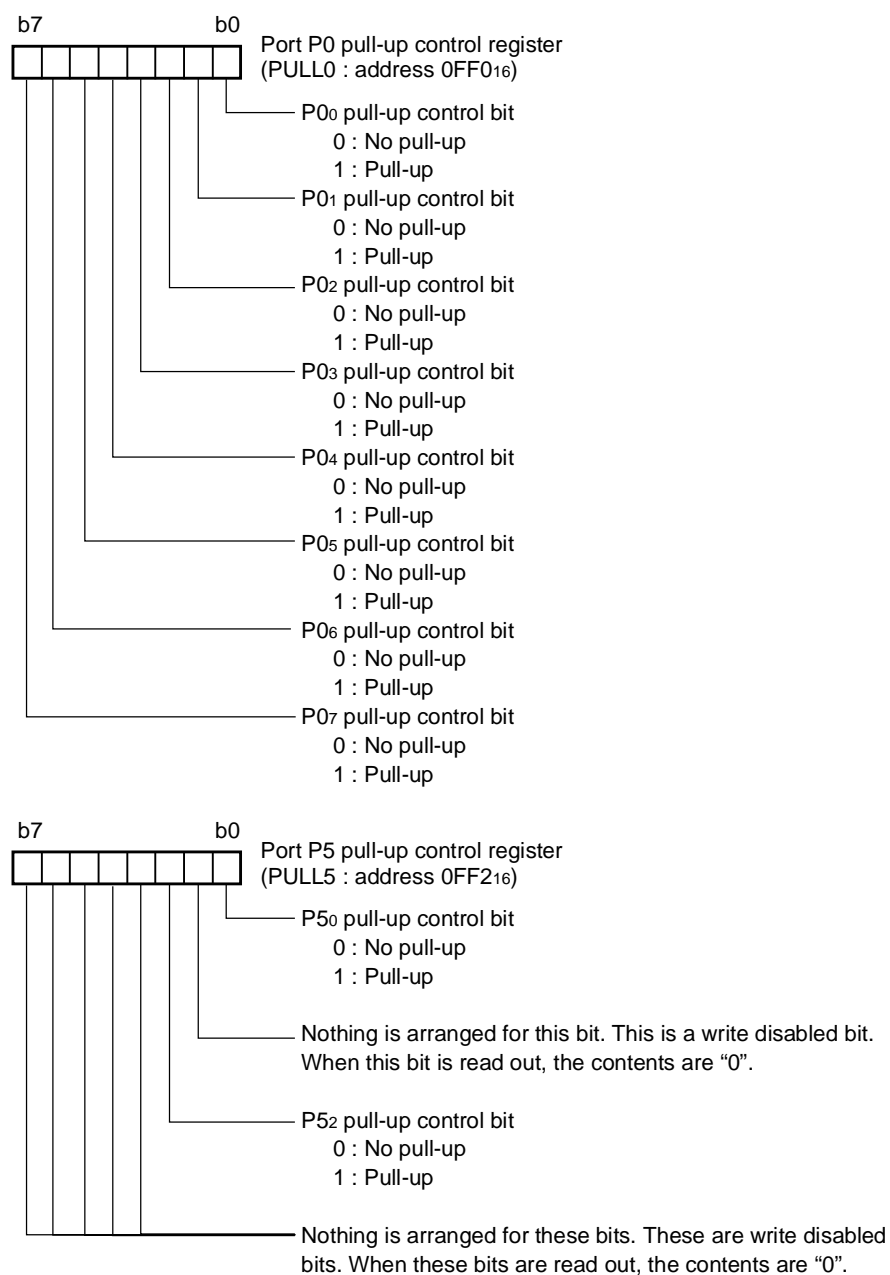 b7 b0
Port P0 pull-up control register
(PULL0 : address 0FF016)
P00 pull-up control bit
0 : No pull-up
1 : Pull-up
P01 pull-up control bit
0 : No pull-up
1 : Pull-up
P02 pull-up control bit
0 : No pull-up
1 : Pull-up
P03 pull-up control bit
0 : No pull-up
1 : Pull-up
P04 pull-up control bit
0 : No pull-up
1 : Pull-up
P05 pull-up control bit
0 : No pull-up
1 : Pull-up
P06 pull-up control bit
0 : No pull-up
1 : Pull-up
P07 pull-up control bit
0 : No pull-up
1 : Pull-up
b7 b0
Port P5 pull-up control register
(PULL5 : address 0FF216)
P50 pull-up control bit
0 : No pull-up
1 : Pull-up
Nothing is arranged for this bit. This is a write disabled bit.
When this bit is read out, the contents are “0”.
P52 pull-up control bit
0 : No pull-up
1 : Pull-up
Nothing is arranged for these bits. These are write disabled
bits. When these bits are read out, the contents are “0”.